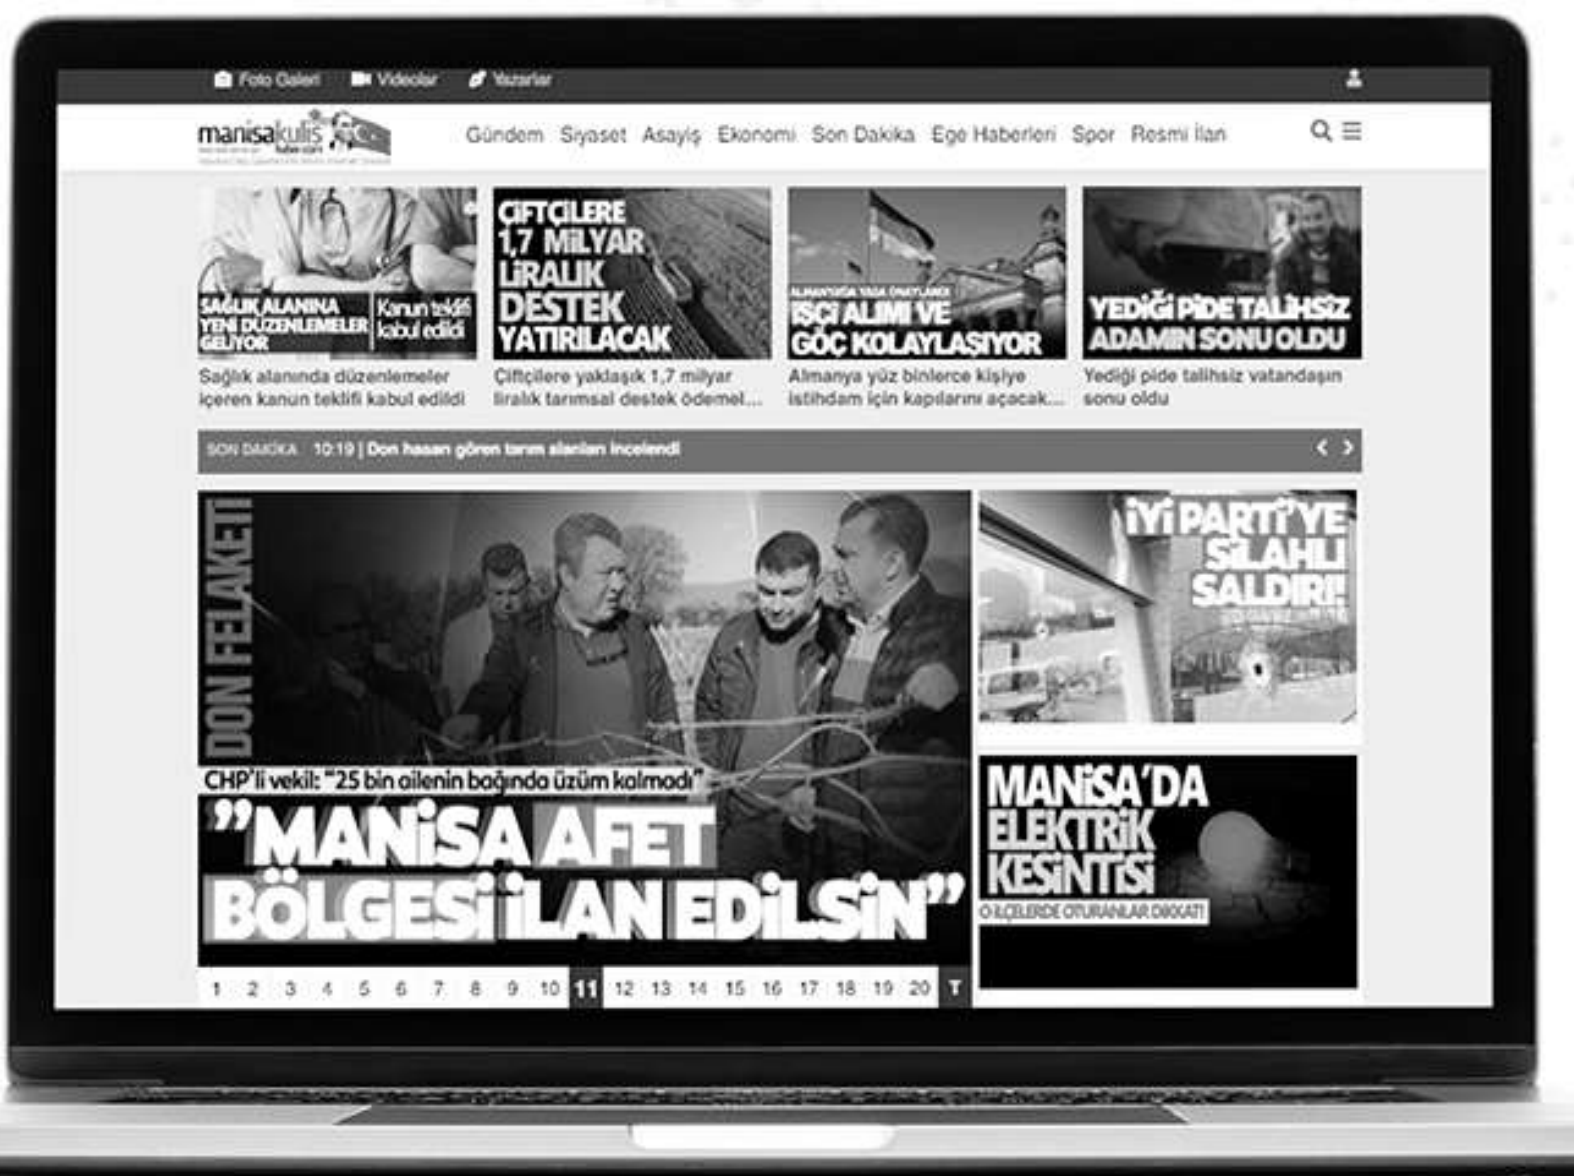 Foto Galeri Videolar Yazarlar
manisakulis
Gündem Siyaset Asayiş Ekonomi Son Dakika Ege Haberleri Spor Resmi İlan
SAĞLIK ALANINA
YENİ DÜZENLEMELER
GELİYOR
Kanun teklifi
kabul edildi
Sağlık alanında düzenlemeler
içeren kanun teklifi kabul edildi
ÇİFTÇİLERE
1,7 MİLYAR
LİRALIK
DESTEK
YATIRILACAK
Çiftçilere yaklaşık 1,7 milyar
liralık tarımsal destek ödemel...
ALMANYA'DA YASA ONAYLANDI
İŞÇİ ALIMI VE
GÖÇ KOLAYLAŞIYOR
Almanya yüz binlerce kişiye
istihdam için kapılarını açacak...
YEDİĞİ PİDE TALİHSİZ
ADAMIN SONU OLDU
Yediği pide talihsiz vatandaşın
sonu oldu
SON DAKİKA 10:19 | Don hasarı gören tarım alanları incelendi
DON FELAKETİ
CHP'li vekil: "25 bin ailenin bağında üzüm kalmadı"
"MANİSA AFET
BÖLGESİ İLAN EDİLSİN"
1 2 3 4 5 6 7 8 9 10 11 12 13 14 15 16 17 18 19 20 T
İYİ PARTİ'YE
SİLAHLI
SALDIRI!
MANİSA'DA
ELEKTRİK
KESİNTİSİ
O İLÇELERDE OTURANLAR DİKKAT!